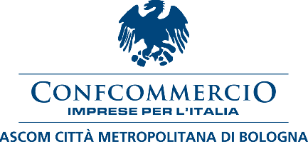 CONFCOMMERCIO
IMPRESE PER L'ITALIA
ASCOM CITTÀ METROPOLITANA DI BOLOGNA